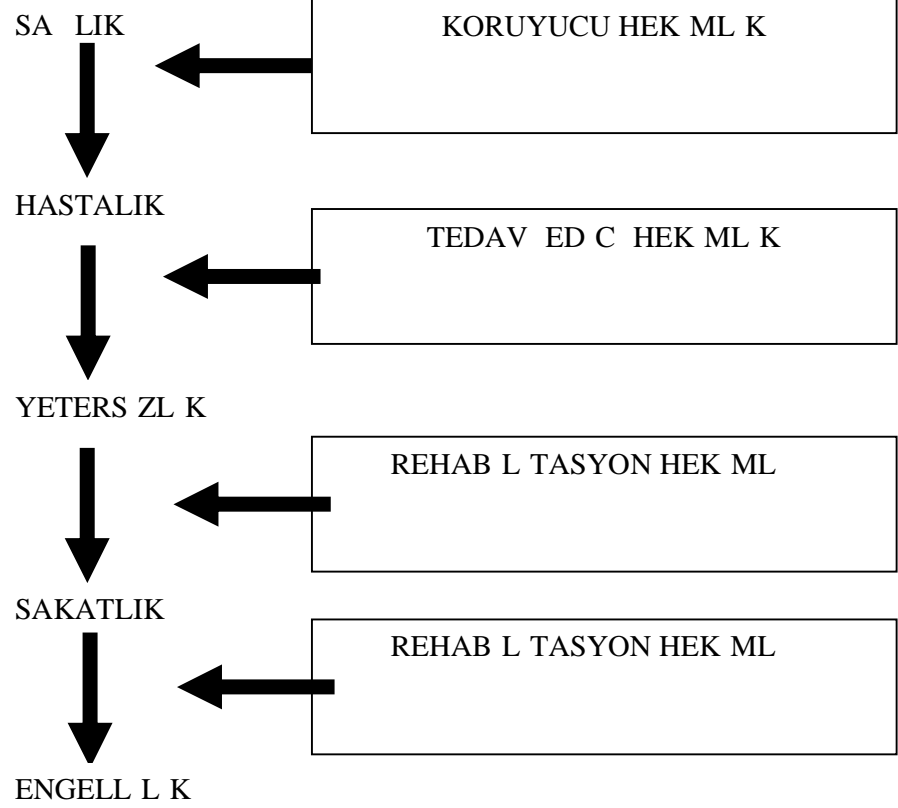 SA LIK
KORUYUCU HEK ML K
HASTALIK
TEDAV ED C HEK ML K
YETERS ZL K
REHAB L TASYON HEK ML
SAKATLIK
REHAB L TASYON HEK ML
ENGELL L K